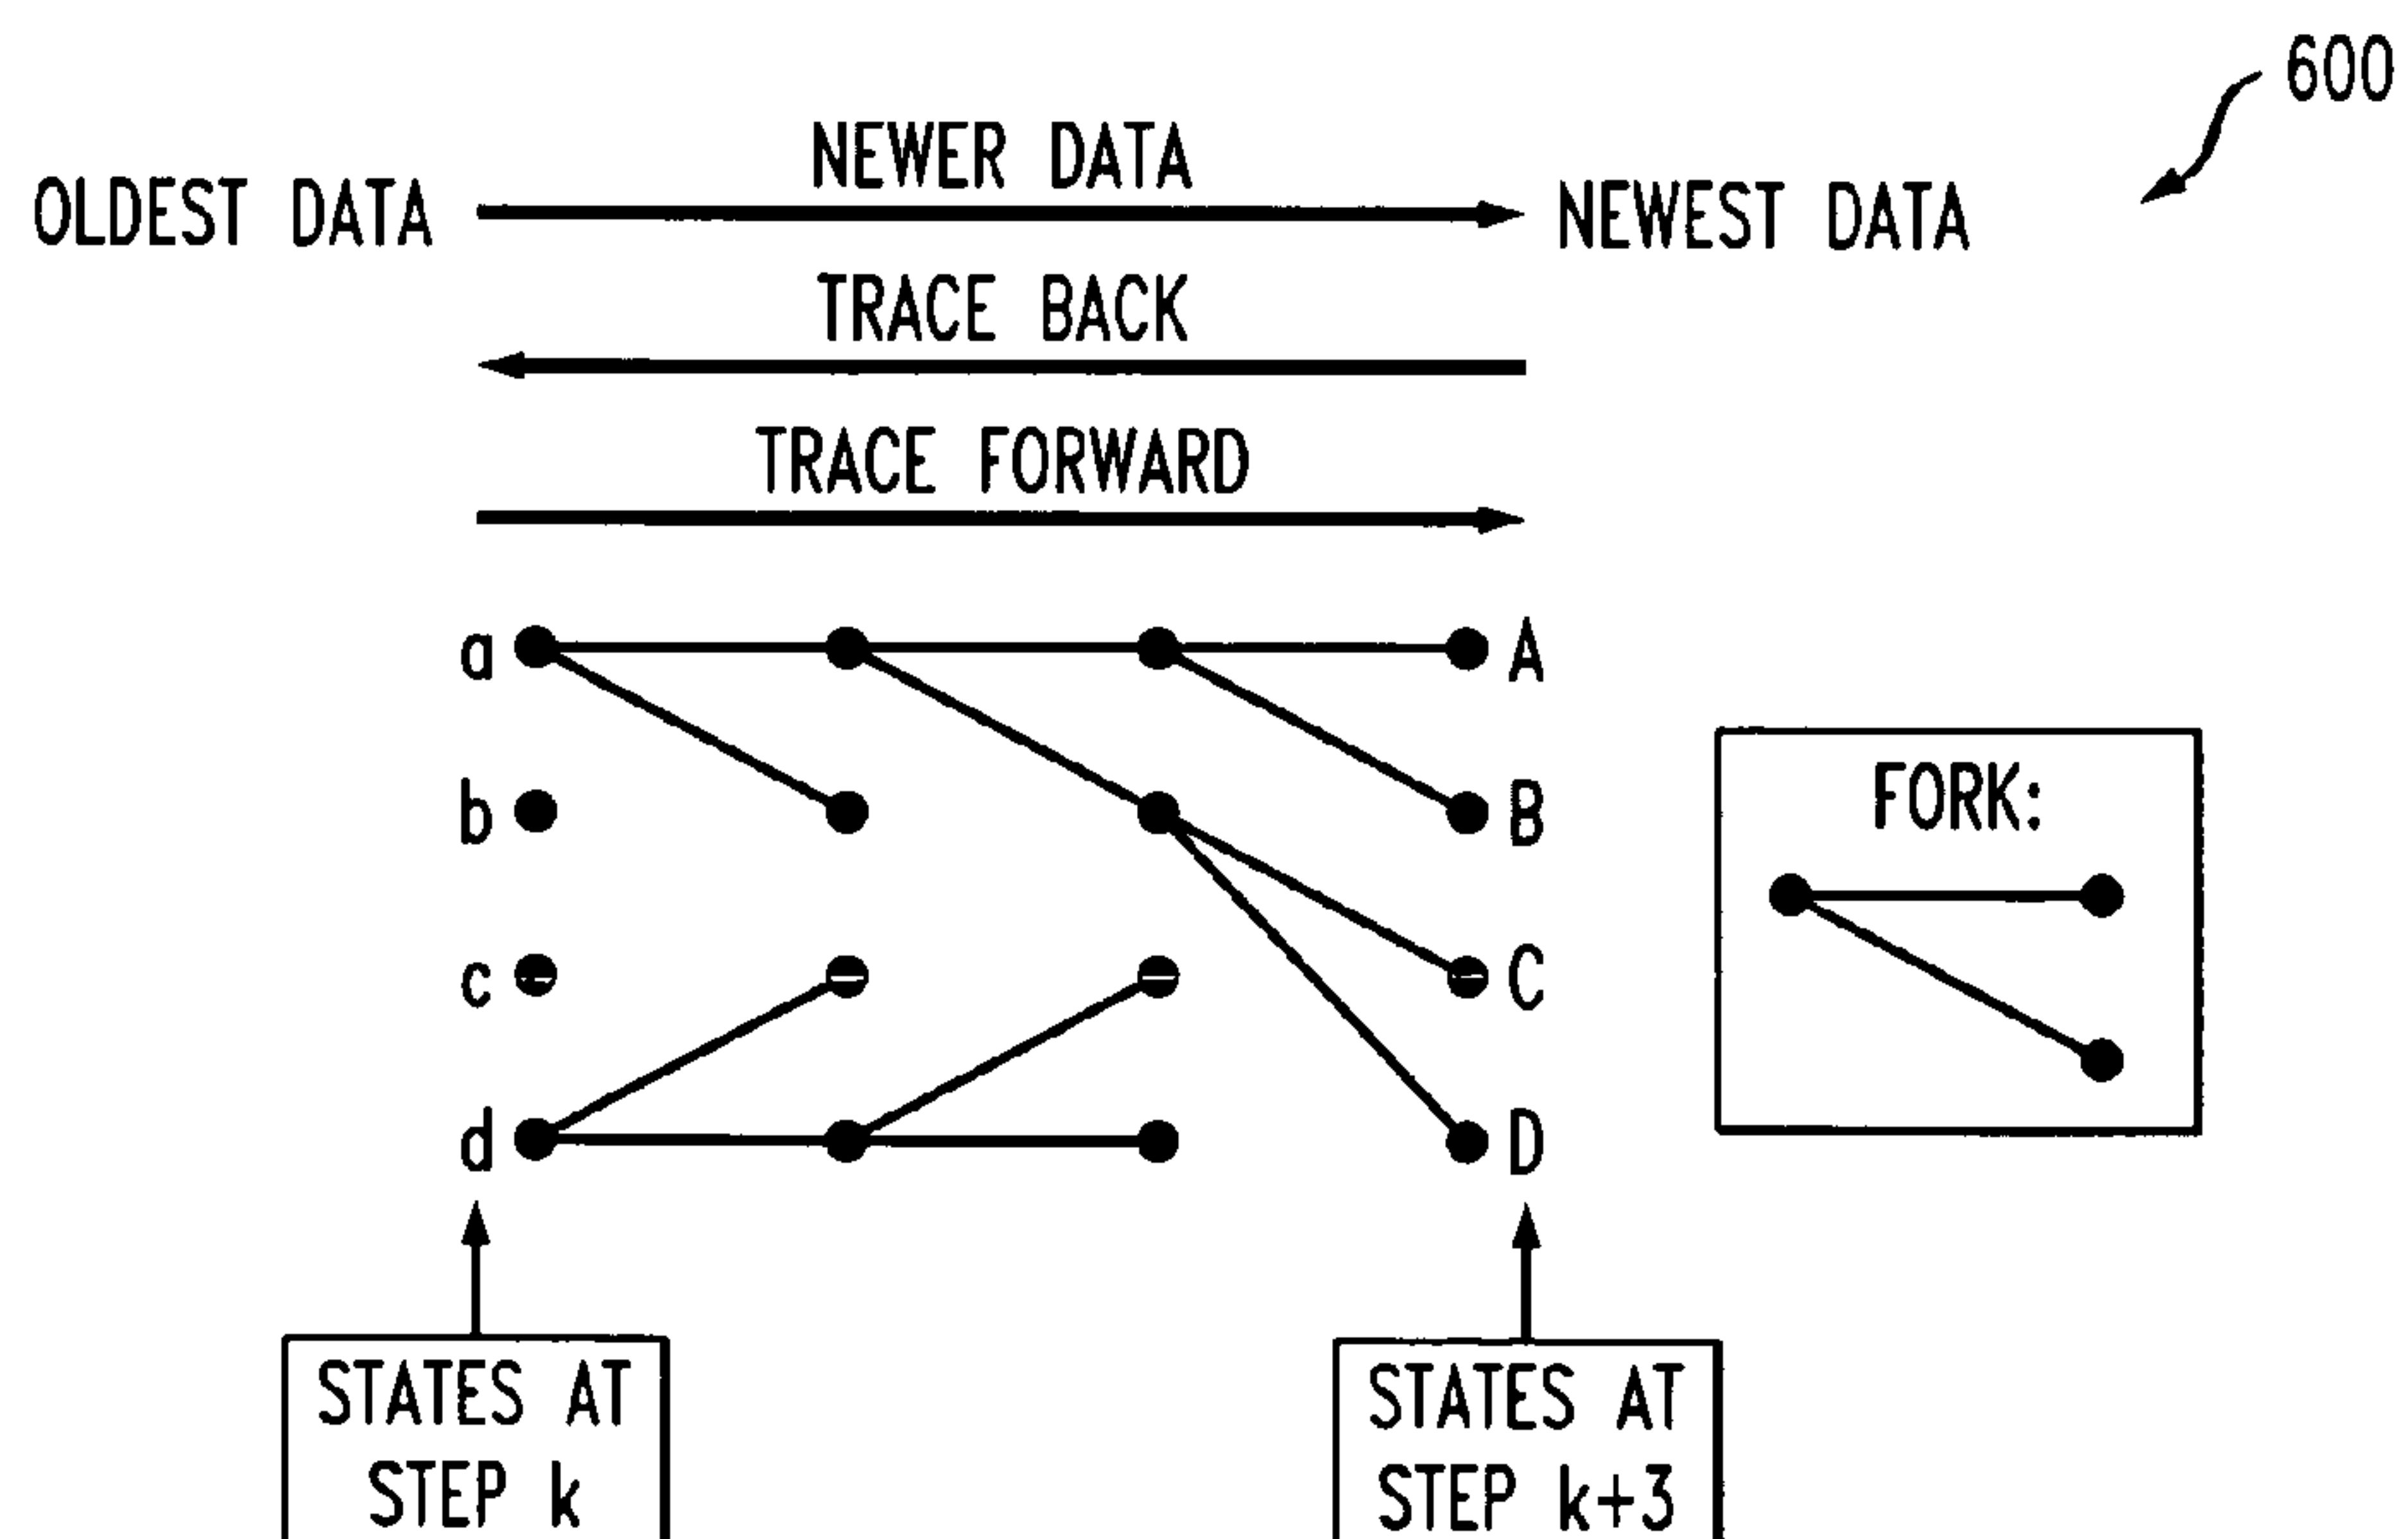 600
NEWER DATA
OLDEST DATA
NEWEST DATA
TRACE BACK
TRACE FORWARD
a
A
b
B
FORK:
c
C
d
D
STATES AT
STEP k
STATES AT
STEP k+3